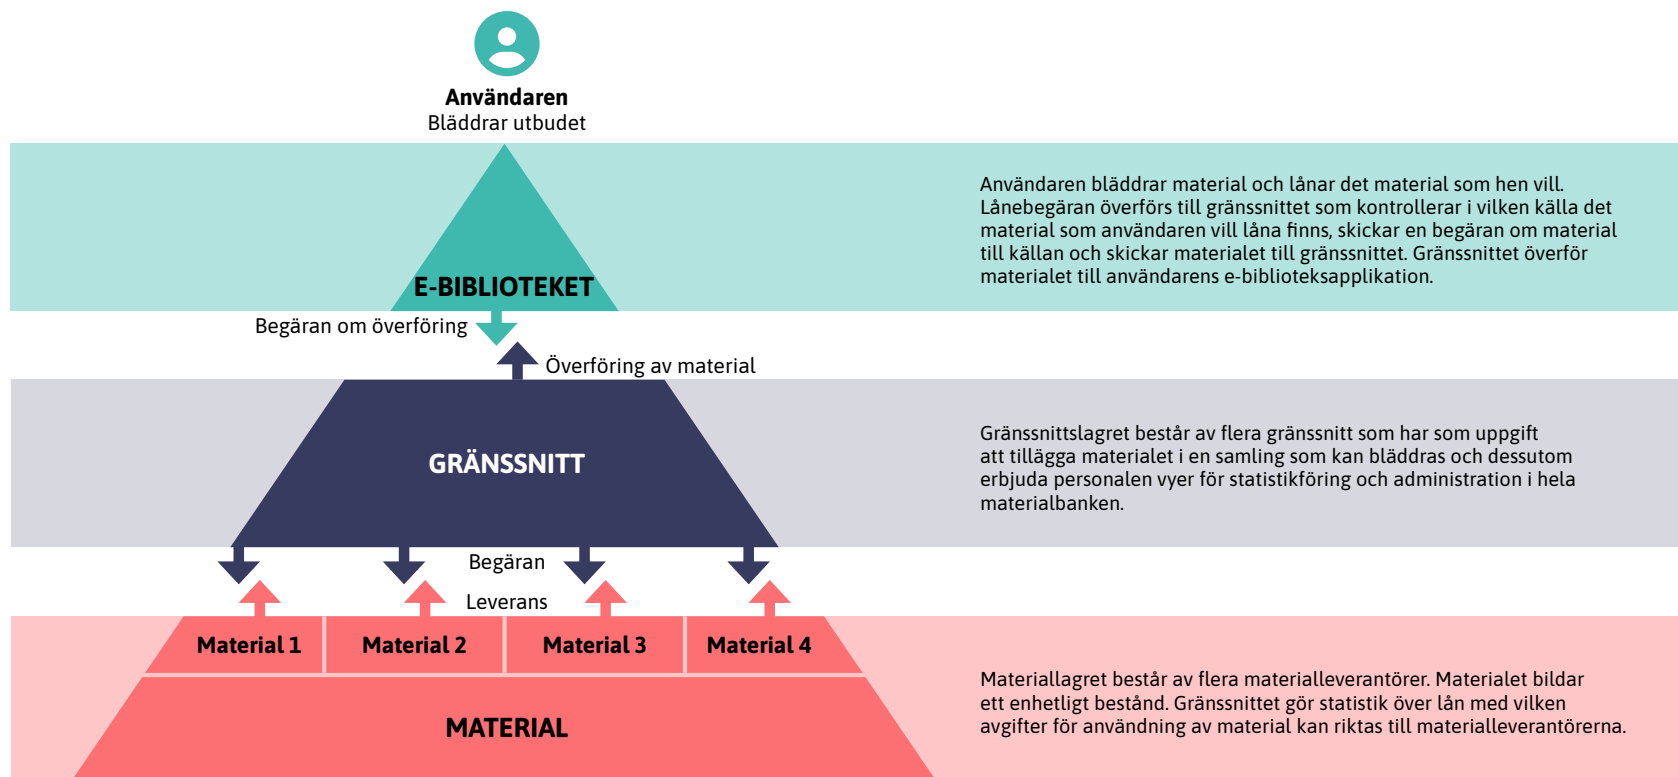 Användaren
Bläddrar utbudet
Användaren bläddrar material och lånar det material som hen vill.
Lånebegäran överförs till gränssnittet som kontrollerar i vilken källa det
material som användaren vill låna finns, skickar en begäran om material
till källan och skickar materialet till gränssnittet. Gränssnittet överför
materialet till användarens e-biblioteksapplikation.
E-BIBLIOTEKET
Begäran om överföring
Överföring av material
GRÄNSSNITT
Gränssnittslagret består av flera gränssnitt som har som uppgift
att tillägga materialet i en samling som kan bläddras och dessutom
erbjuda personalen vyer för statistikföring och administration i hela
materialbanken.
Begäran
Leverans
Material 1
Material 2
Material 3
Material 4
MATERIAL
Materiallagret består av flera materialleverantörer. Materialet bildar
ett enhetligt bestånd. Gränssnittet gör statistik över lån med vilken
avgifter för användning av material kan riktas till materialleverantörerna.